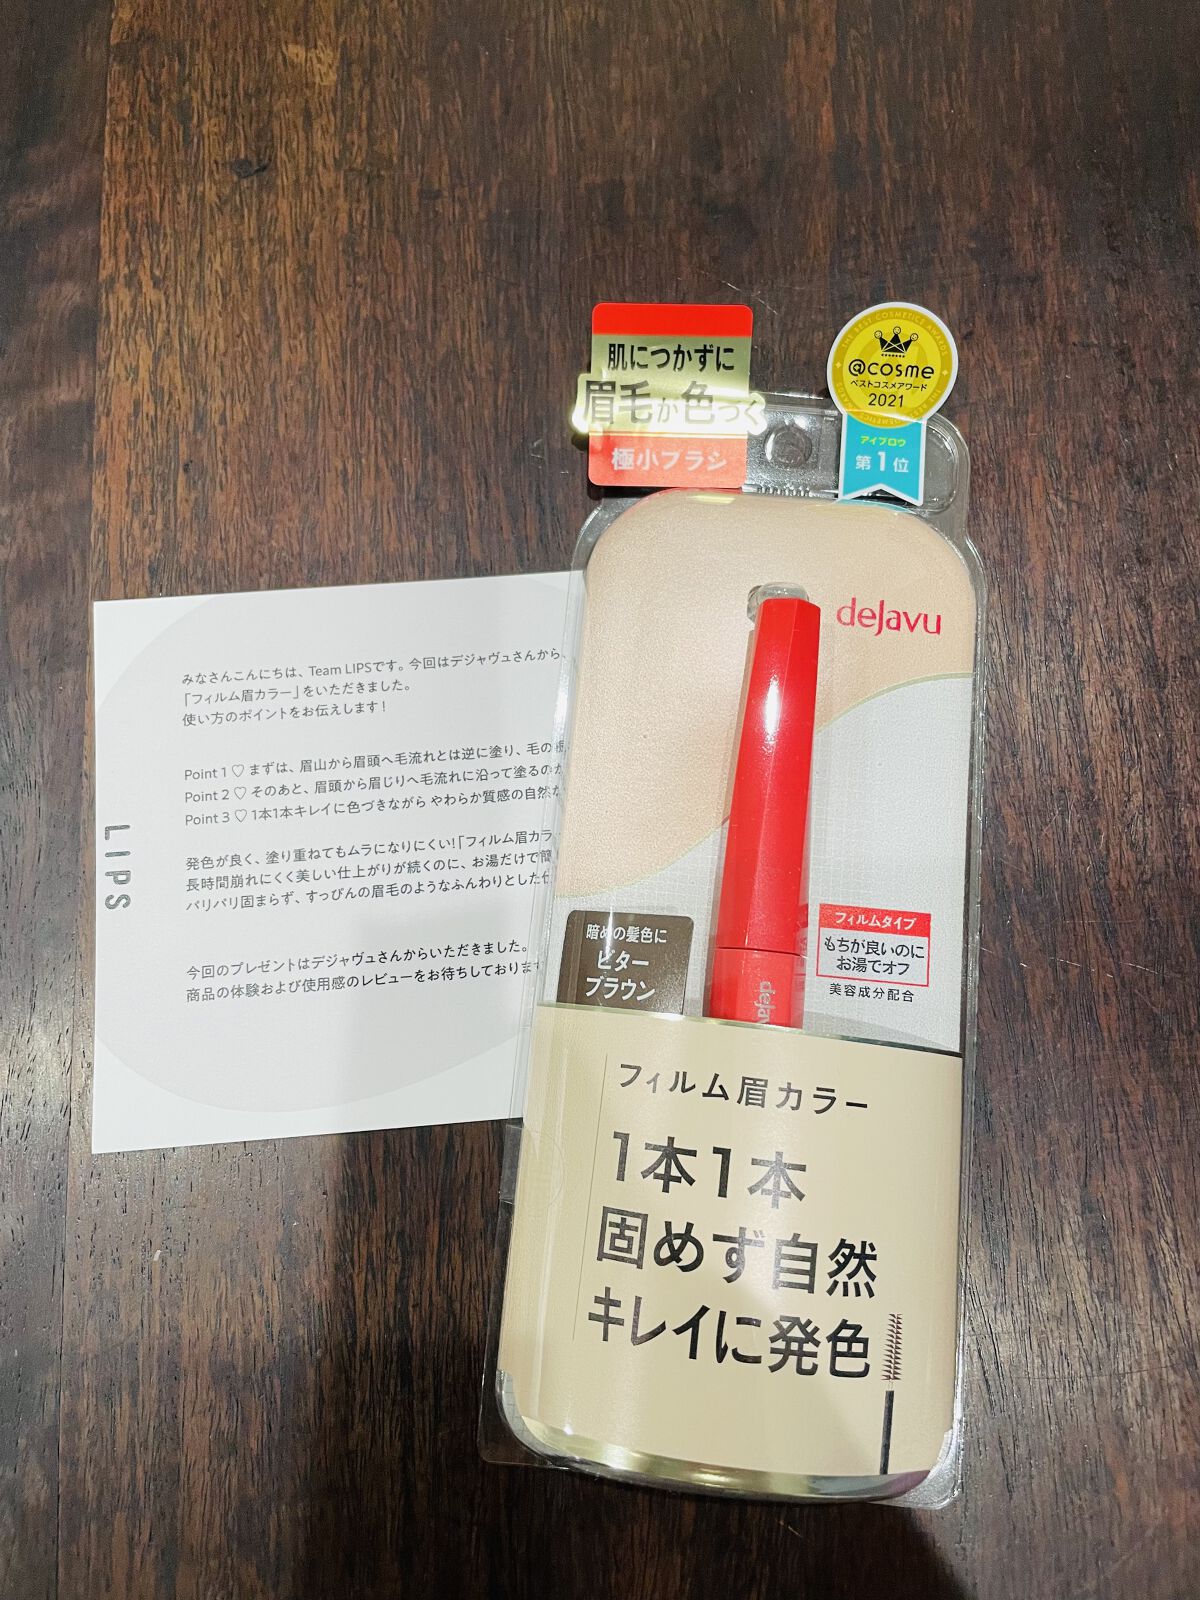 肌につかずに
眉毛が色づく
極小ブラシ
@cosme
ベストコスメアワード
2021
アイブロウ
第1位
dejavu
みなさんこんにちは、Team LIPSです。今回はデジャヴュさんから、
「フィルム眉カラー」をいただきました。
使い方のポイントをお伝えします!
Point 1 ♡ まずは、眉山から眉頭へ毛流れとは逆に塗り、毛の根
Point 2 ♡ そのあと、眉頭から眉じりへ毛流れに沿って塗るのが
Point 3 ♡ 1本1本キレイに色づきながら やわらか質感の自然な
発色が良く、塗り重ねてもムラになりにくい!「フィルム眉カラ
長時間崩れにくく美しい仕上がりが続くのに、お湯だけで簡
バリバリ固まらず、すっぴんの眉毛のようなふんわりとした
今回のプレゼントはデジャヴュさんからいただきました。
商品の体験および使用感のレビューをお待ちしております
LIPS
暗めの髪色に
ビター
ブラウン
dejav
フィルムタイプ
もちが良いのに
お湯でオフ
美容成分配合
フィルム眉カラー
1本1本
固めず自然
キレイに発色